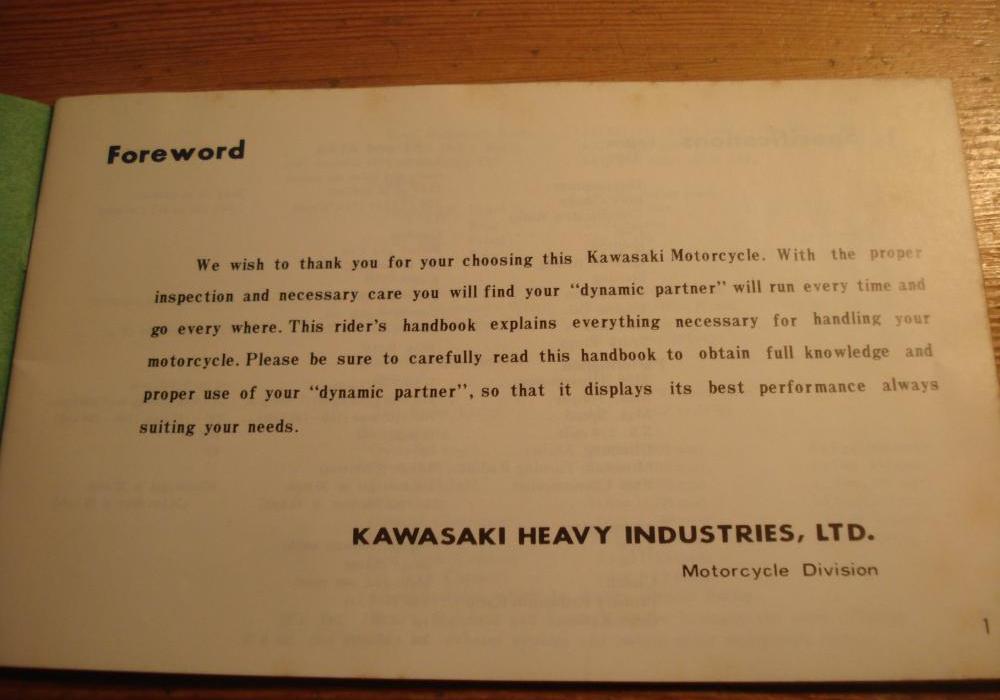 Foreword
We wish to thank you for your choosing this Kawasaki Motorcycle. With the proper
inspection and necessary care you will find your "dynamic partner" will run every time and
go every where. This rider's handbook explains everything necessary for handling your
motorcycle. Please be sure to carefully read this handbook to obtain full knowledge and
proper use of your "dynamic partner", so that it displays its best performance always
suiting your needs.
KAWASAKI HEAVY INDUSTRIES, LTD.
Motorcycle Division
1